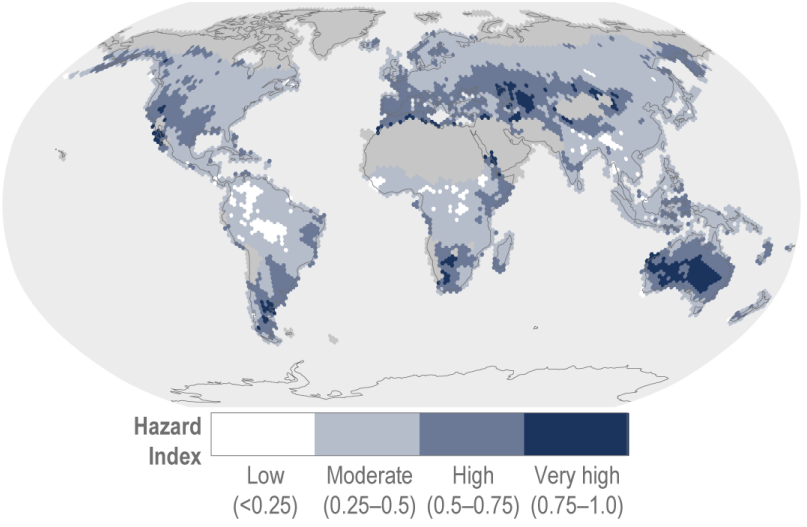 Hazard
Index
Low Moderate High Very high
(<0.25) (0.25–0.5) (0.5–0.75) (0.75–1.0)